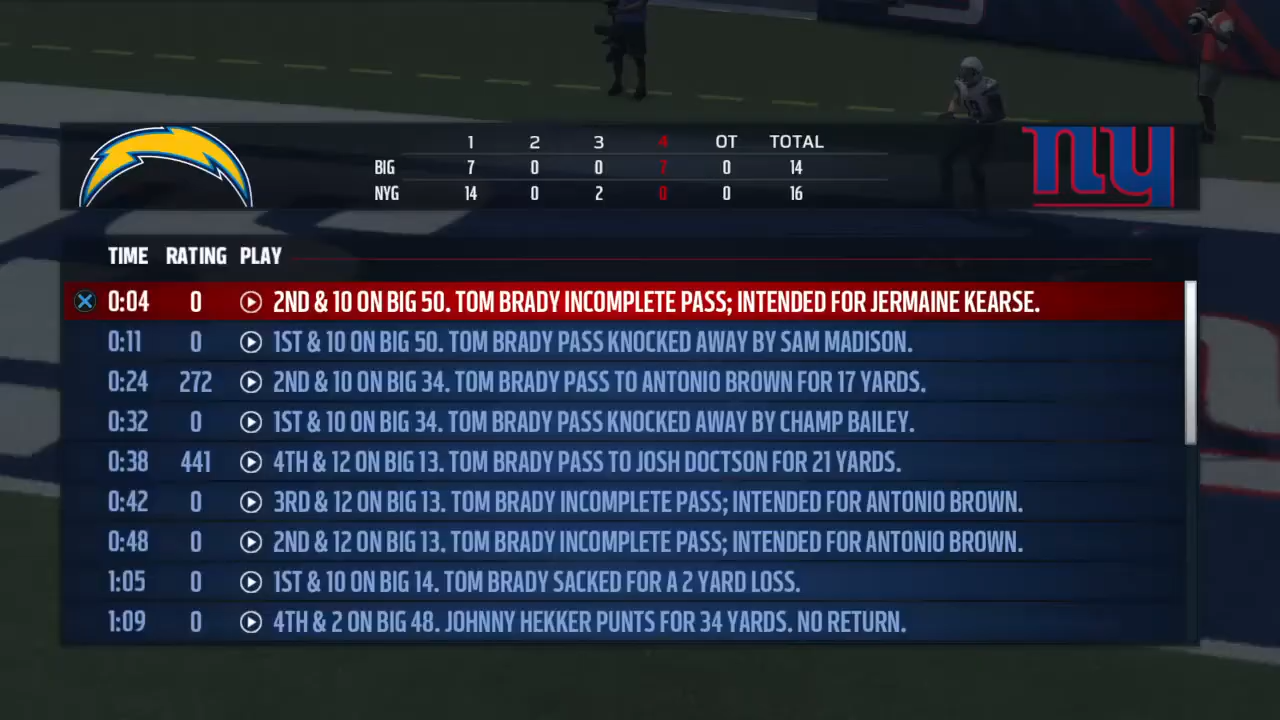 1 2 3 4 OT TOTAL
BIG 7 0 0 7 0 14
NYG 14 0 2 0 0 16
ny
TIME RATING PLAY
0:04 0 2ND & 10 ON BIG 50. TOM BRADY INCOMPLETE PASS; INTENDED FOR JERMAINE KEARSE.
0:11 0 1ST & 10 ON BIG 50. TOM BRADY PASS KNOCKED AWAY BY SAM MADISON.
0:24 272 2ND & 10 ON BIG 34. TOM BRADY PASS TO ANTONIO BROWN FOR 17 YARDS.
0:32 0 1ST & 10 ON BIG 34. TOM BRADY PASS KNOCKED AWAY BY CHAMP BAILEY.
0:38 441 4TH & 12 ON BIG 13. TOM BRADY PASS TO JOSH DOCTSON FOR 21 YARDS.
0:42 0 3RD & 12 ON BIG 13. TOM BRADY INCOMPLETE PASS; INTENDED FOR ANTONIO BROWN.
0:48 0 2ND & 12 ON BIG 13. TOM BRADY INCOMPLETE PASS; INTENDED FOR ANTONIO BROWN.
1:05 0 1ST & 10 ON BIG 14. TOM BRADY SACKED FOR A 2 YARD LOSS.
1:09 0 4TH & 2 ON BIG 48. JOHNNY HEKKER PUNTS FOR 34 YARDS. NO RETURN.